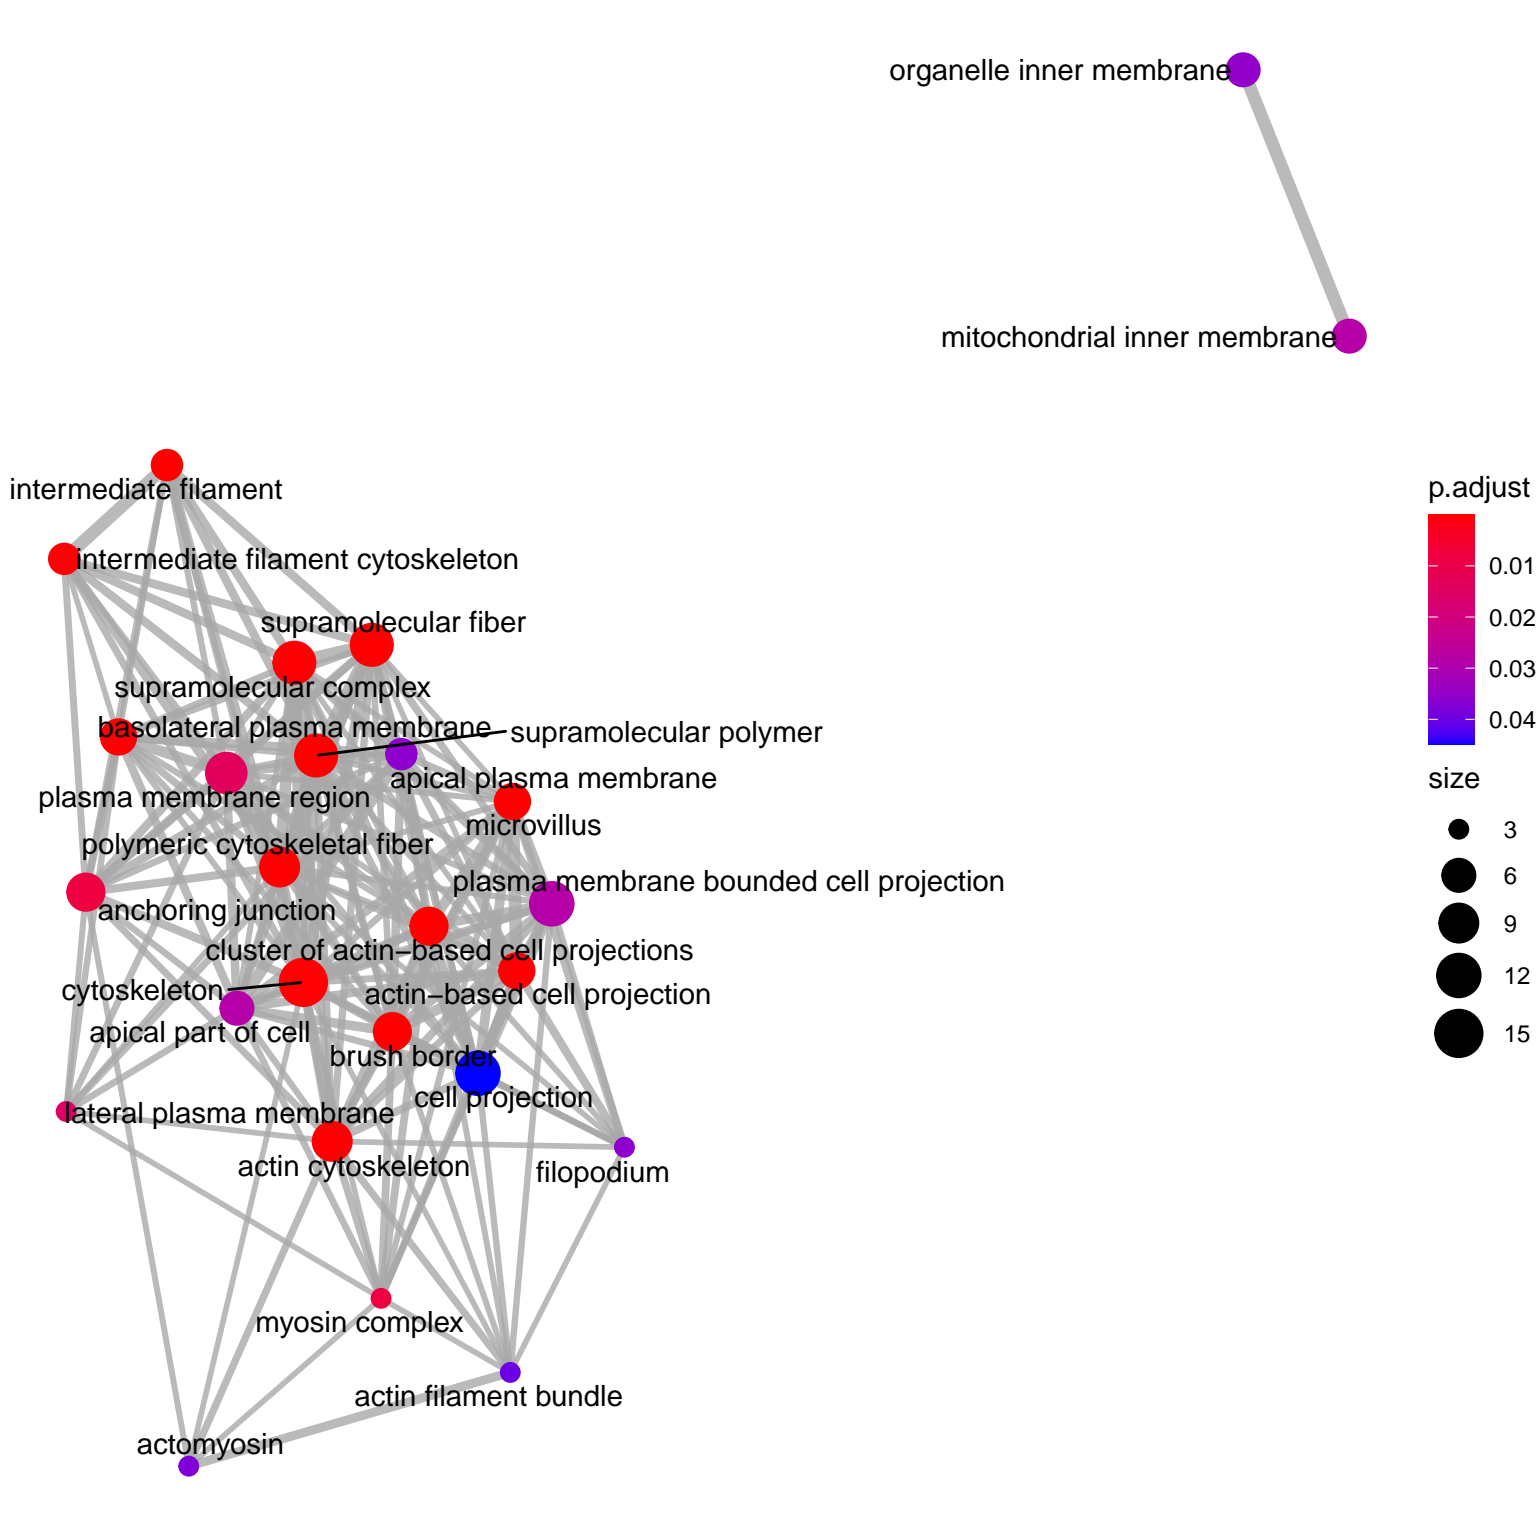 organelle inner membrane
mitochondrial inner membrane
intermediate filament
intermediate filament cytoskeleton
supramolecular fiber
supramolecular complex
basolateral plasma membrane
supramolecular polymer
apical plasma membrane
plasma membrane region
microvillus
polymeric cytoskeletal fiber
plasma membrane bounded cell projection
anchoring junction
cluster of actin−based cell projections
cytoskeleton
actin−based cell projection
apical part of cell
brush border
cell projection
lateral plasma membrane
actin cytoskeleton
filopodium
myosin complex
actin filament bundle
actomyosin
p.adjust
0.01
0.02
0.03
0.04
size
3
6
9
12
15